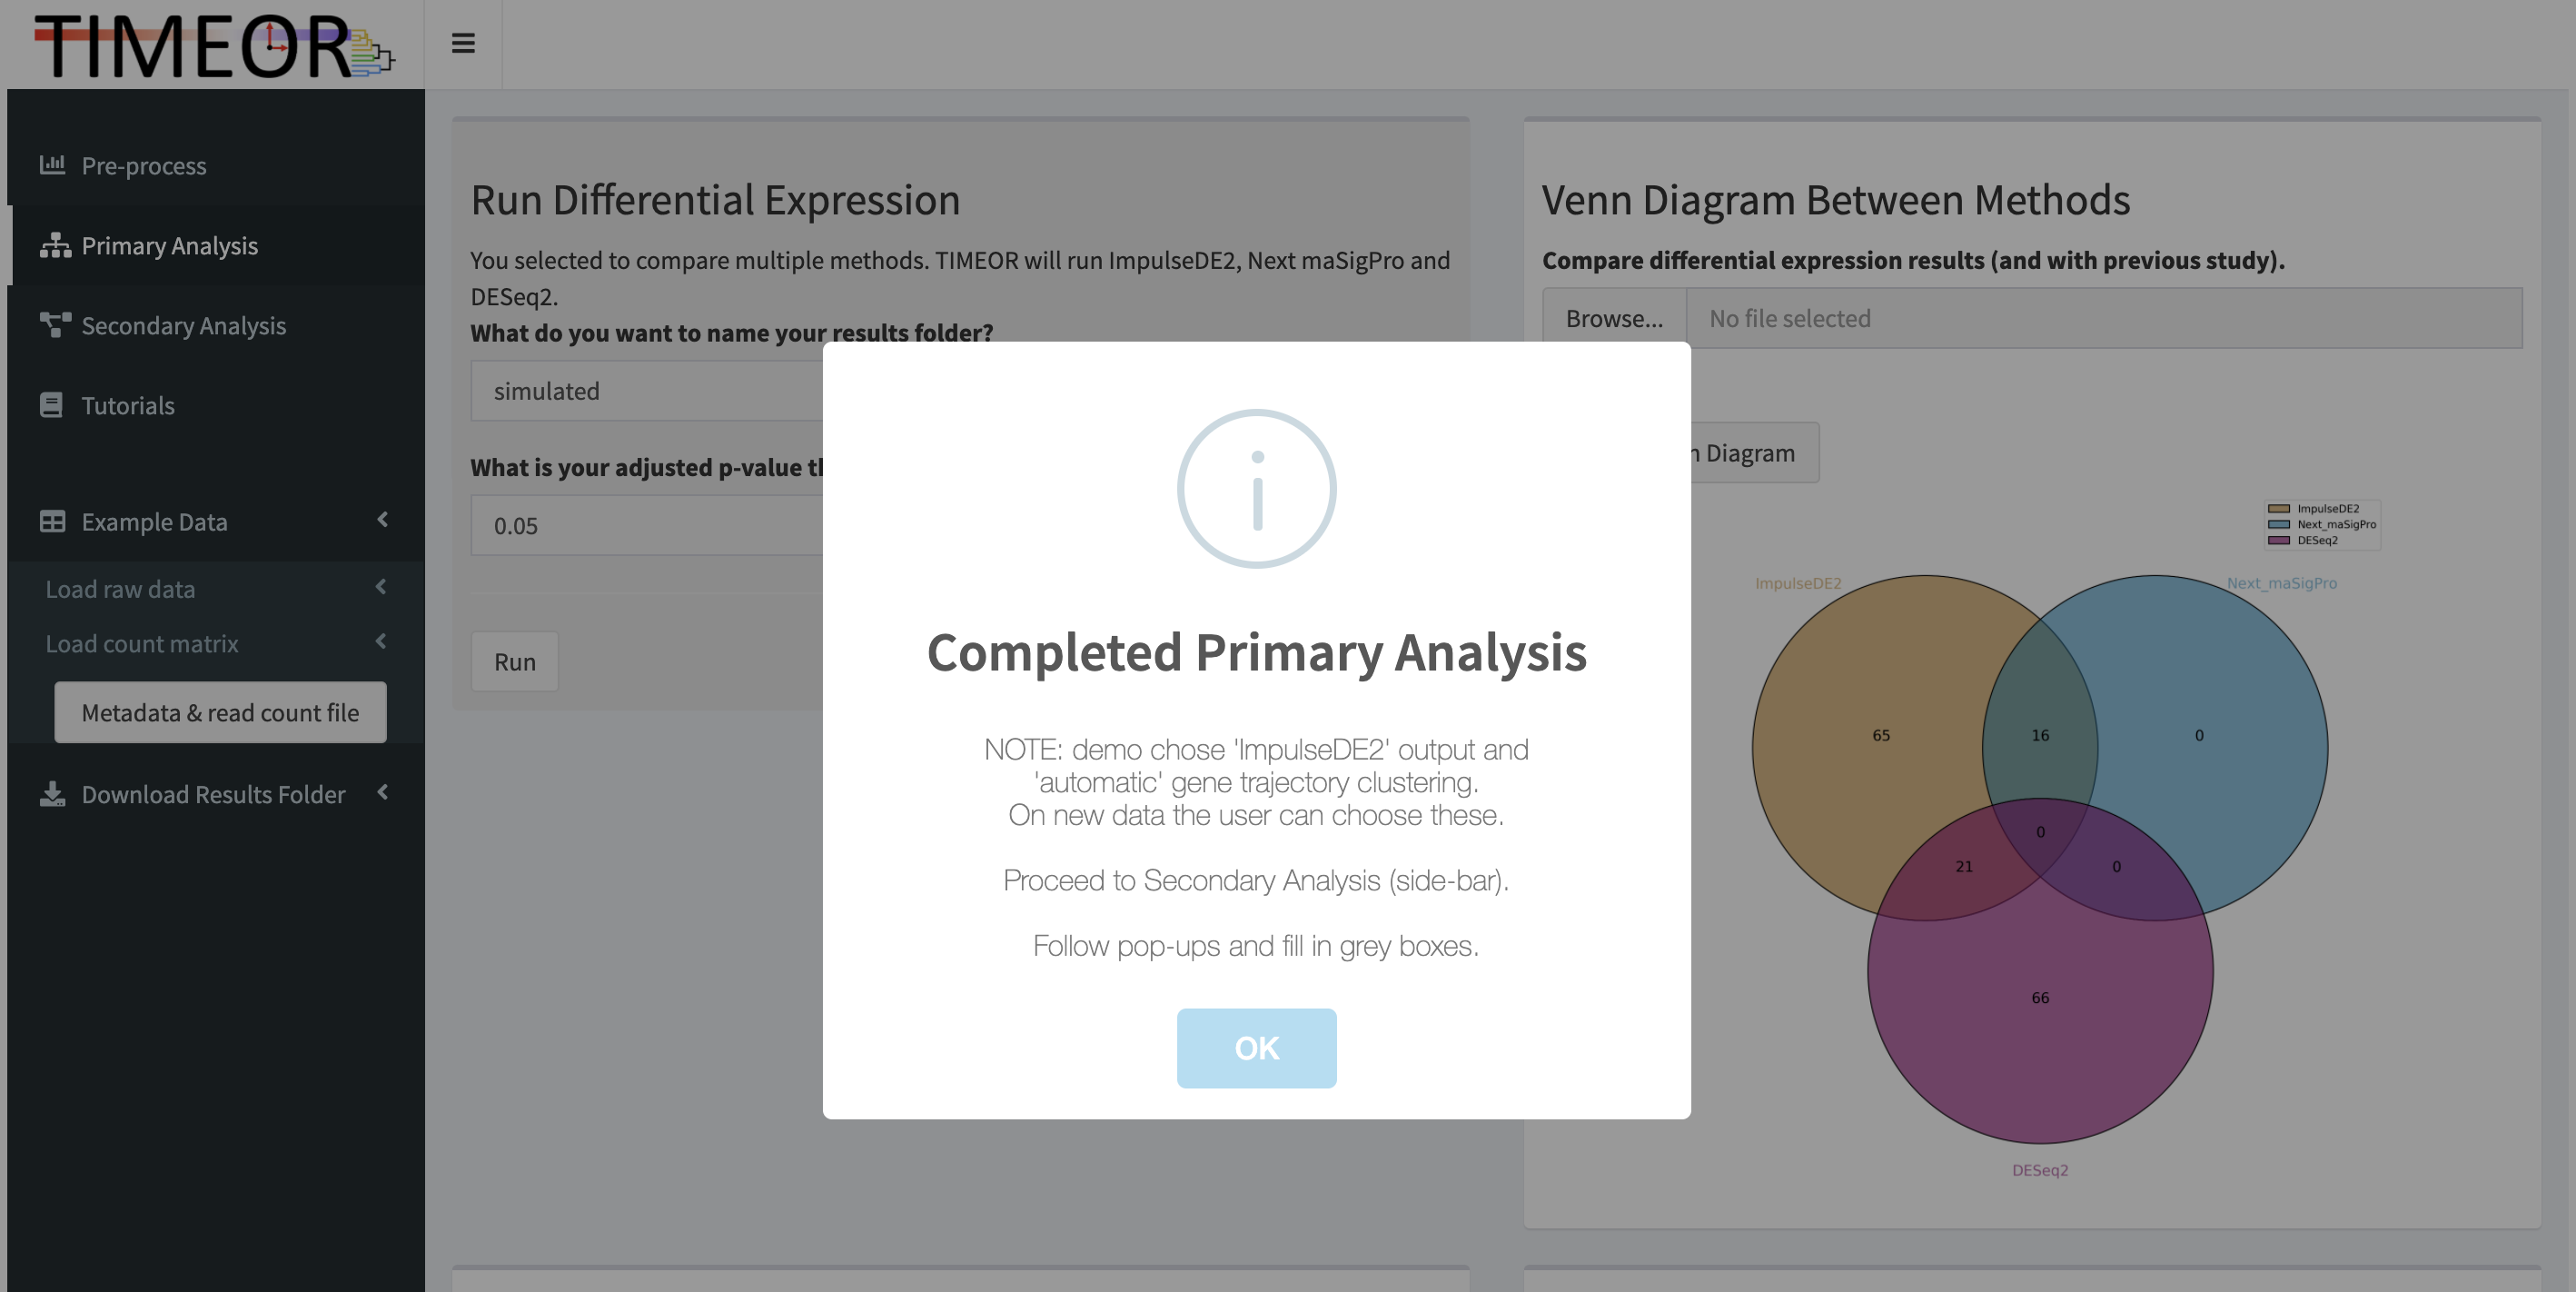 TIMEOR
Pre-process
Primary Analysis
Secondary Analysis
Tutorials
Example Data
Load raw data
Load count matrix
Metadata & read count file
Download Results Folder
Run Differential Expression
You selected to compare multiple methods. TIMEOR will run ImpulseDE2, Next maSigPro and
DESeq2.
What do you want to name your results folder?
simulated
What is your adjusted p-value
0.05
Run
Completed Primary Analysis
NOTE: demo chose 'ImpulseDE2' output and
'automatic' gene trajectory clustering.
On new data the user can choose these.
Proceed to Secondary Analysis (side-bar).
Follow pop-ups and fill in grey boxes.
OK
Venn Diagram Between Methods
Compare differential expression results (and with previous study).
Browse... No file selected
Diagram
ImpulseDE2
Next_maSigPro
DESeq2
ImpulseDE2
Next_maSigPro
65
16
0
0
21
0
66
DESeq2